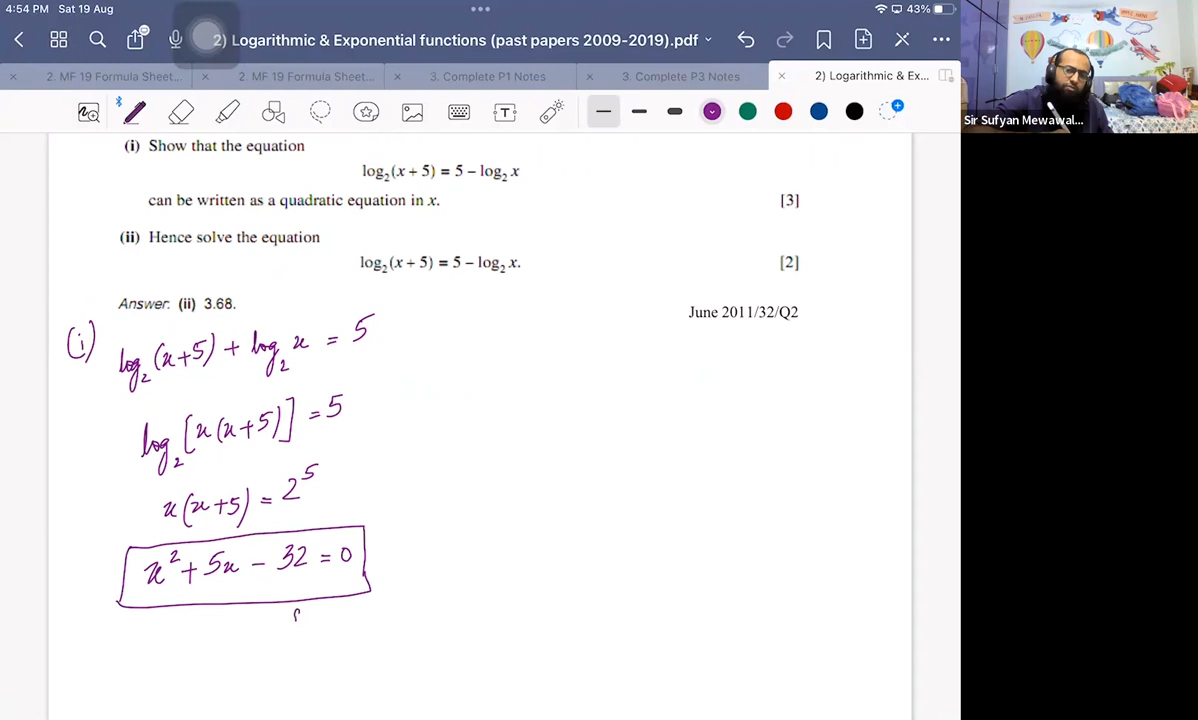 4:54 PM Sat 19 Aug
43%
2) Logarithmic & Exponential functions (past papers 2009-2019).pdf
2. MF 19 Formula Sheet...
2. MF 19 Formula Sheet...
3. Complete P1 Notes
3. Complete P3 Notes
2) Logarithmic & Ex...
Sir Sufyan Mewawal...
(i) Show that the equation
log₂(x + 5) = 5 − log₂ x
can be written as a quadratic equation in x. [3]
(ii) Hence solve the equation
log₂(x + 5) = 5 − log₂ x. [2]
Answer: (ii) 3.68.
June 2011/32/Q2
(i) log₂(x+5) + log₂ x = 5
log₂[x(x+5)] = 5
x(x+5) = 2⁵
x² + 5x − 32 = 0